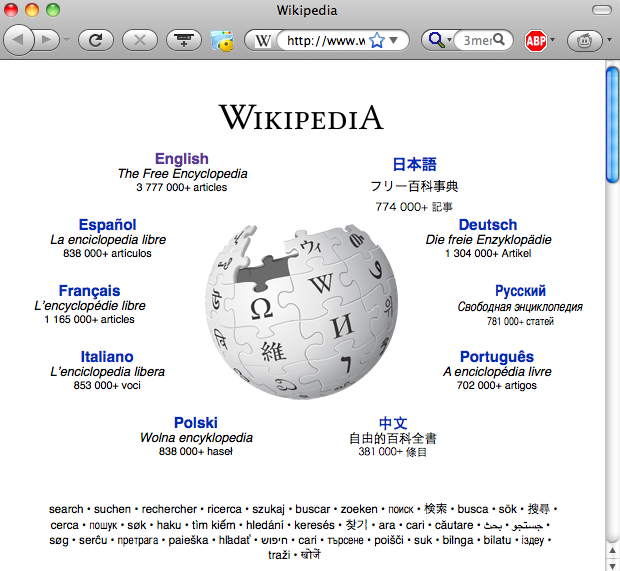 Wikipedia
W http://www.w
3mer
ABP
WIKIPEDIA
English
The Free Encyclopedia
3 777 000+ articles
日本語
フリー百科事典
774 000+ 記事
Español
La enciclopedia libre
838 000+ artículos
Deutsch
Die freie Enzyklopädie
1 304 000+ Artikel
Français
L'encyclopédie libre
1 165 000+ articles
Русский
Свободная энциклопедия
781 000+ статей
Italiano
L'enciclopedia libera
853 000+ voci
Português
A enciclopédia livre
702 000+ artigos
Polski
Wolna encyklopedia
838 000+ haseł
中文
自由的百科全書
381 000+ 條目
Ω W И 維 ウィ
search • suchen • rechercher • ricerca • szukaj • buscar • zoeken • поиск • 検索 • busca • sök • 搜尋 •
cerca • пошук • søk • haku • tìm kiếm • hledání • keresés • 찾기 • ara • cari • căutare • بحث • جستجو •
søg • serĉu • претрага • paieška • hľadať • חיפוש • cari • търсене • poišči • suk • bilnga • bilatu • іздеу •
traži • खोजें